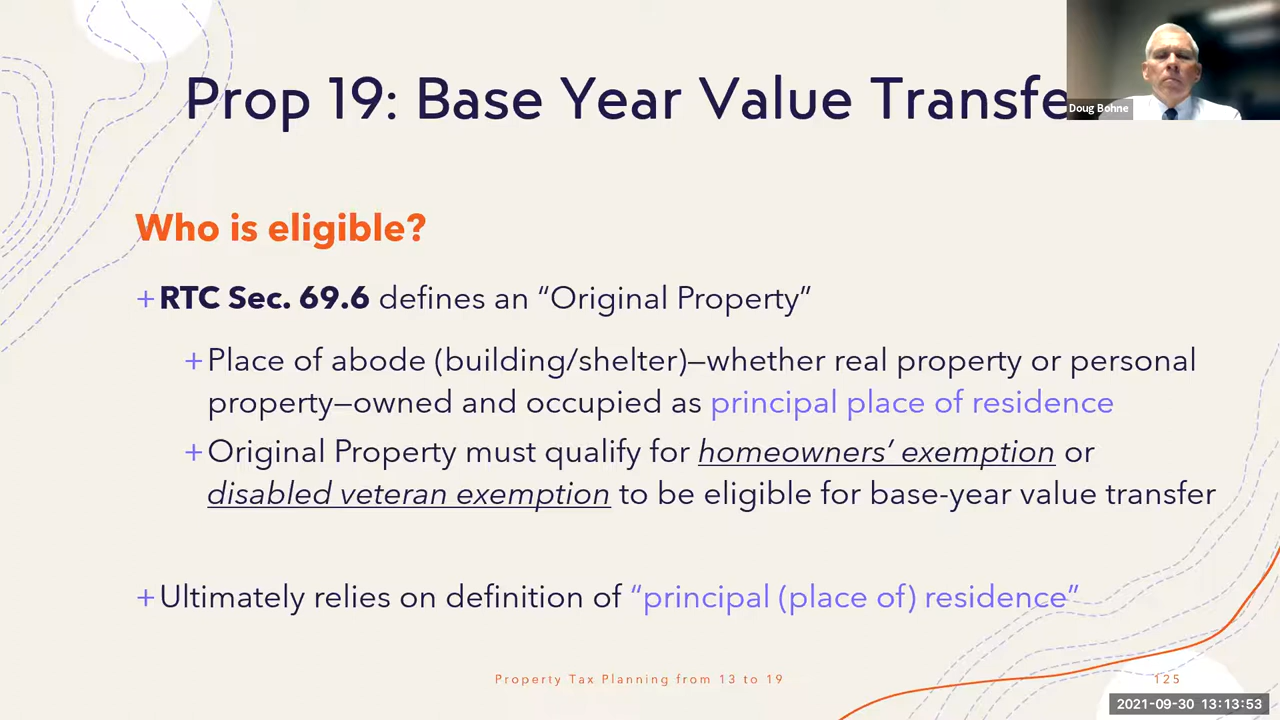 Prop 19: Base Year Value Transfe
Doug Bohne
Who is eligible?
+RTC Sec. 69.6 defines an “Original Property”
+Place of abode (building/shelter)—whether real property or personal
property—owned and occupied as principal place of residence
+Original Property must qualify for homeowners’ exemption or
disabled veteran exemption to be eligible for base-year value transfer
+Ultimately relies on definition of “principal (place of) residence”
Property Tax Planning from 13 to 19
125
2021-09-30 13:13:53